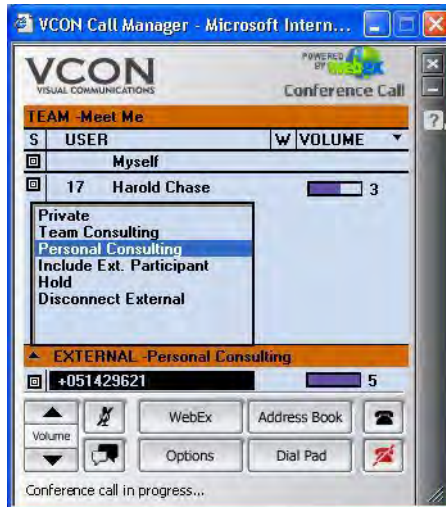 VCON Call Manager - Microsoft Intern...
VCON
VISUAL COMMUNICATIONS
POWERED
BY webex
Conference Call
TEAM -Meet Me
S USER W VOLUME
Myself
17 Harold Chase 3
Private
Team Consulting
Personal Consulting
Include Ext. Participant
Hold
Disconnect External
EXTERNAL -Personal Consulting
+051429621 5
Volume
WebEx
Address Book
Options
Dial Pad
Conference call in progress...